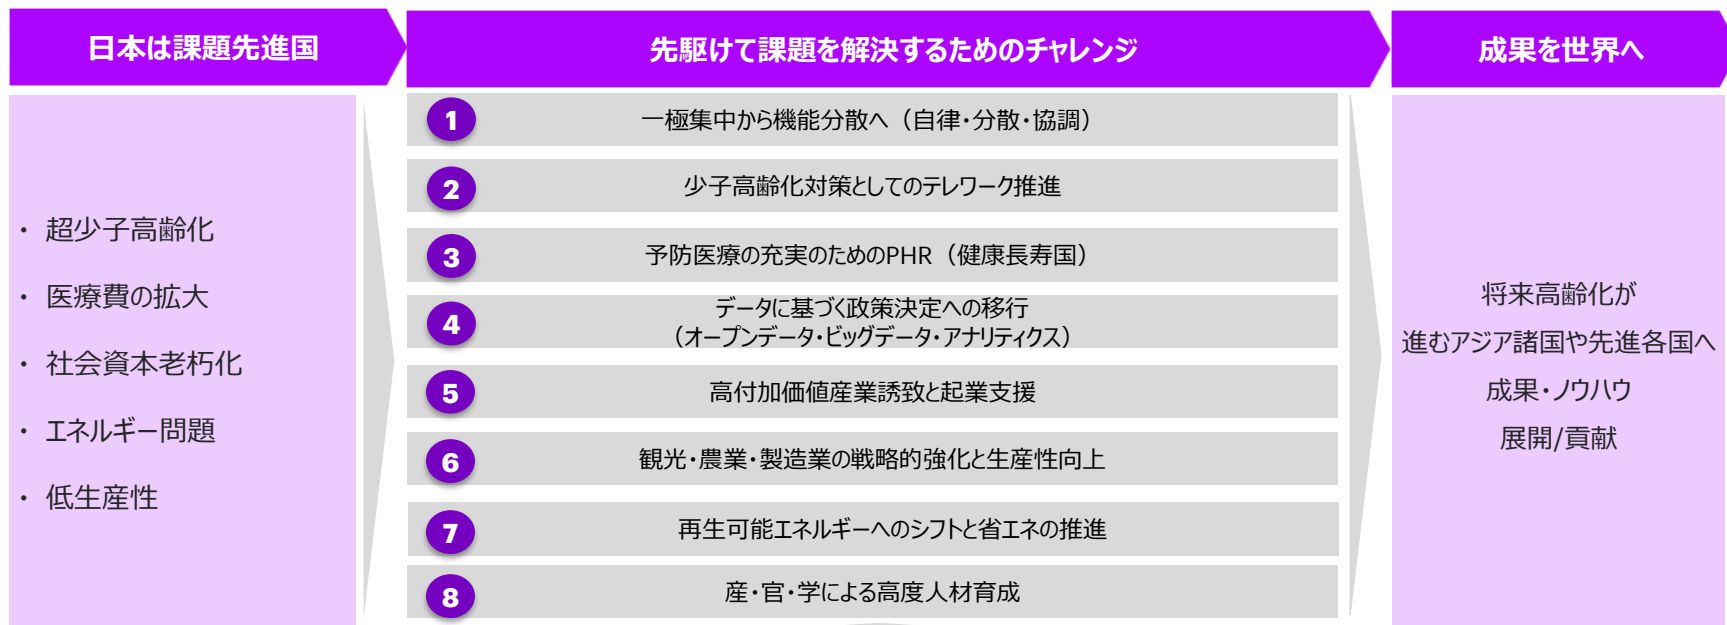 日本は課題先進国
先駆けて課題を解決するためのチャレンジ
成果を世界へ
・ 超少子高齢化
・ 医療費の拡大
・ 社会資本老朽化
・ エネルギー問題
・ 低生産性
1 一極集中から機能分散へ（自律・分散・協調）
2 少子高齢化対策としてのテレワーク推進
3 予防医療の充実のためのPHR（健康長寿国）
4 データに基づく政策決定への移行
（オープンデータ・ビッグデータ・アナリティクス）
5 高付加価値産業誘致と起業支援
6 観光・農業・製造業の戦略的強化と生産性向上
7 再生可能エネルギーへのシフトと省エネの推進
8 産・官・学による高度人材育成
将来高齢化が
進むアジア諸国や先進各国へ
成果・ノウハウ
展開/貢献